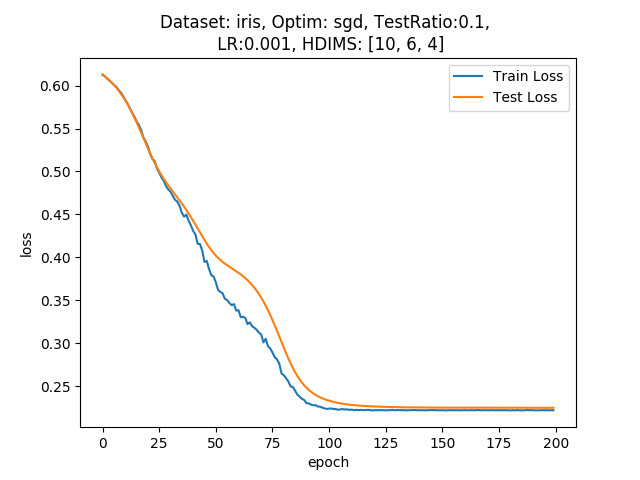 Dataset: iris, Optim: sgd, TestRatio:0.1,
LR:0.001, HDIMS: [10, 6, 4]
Train Loss
Test Loss
0.60
0.55
0.50
0.45
0.40
0.35
0.30
0.25
loss
0 25 50 75 100 125 150 175 200
epoch